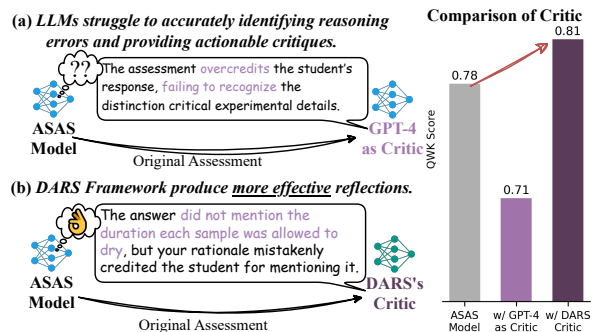 (a) LLMs struggle to accurately identifying reasoning
errors and providing actionable critiques.
??
The assessment overcredits the student's
response, failing to recognize the
distinction critical experimental details.
ASAS
Model
GPT-4
as Critic
Original Assessment
(b) DARS Framework produce more effective reflections.
The answer did not mention the
duration each sample was allowed to
dry, but your rationale mistakenly
credited the student for mentioning it.
ASAS
Model
DARS's
Critic
Original Assessment
Comparison of Critic
0.81
0.78
0.71
QWK Score
ASAS
Model
w/ GPT-4
as Critic
w/ DARS
Critic